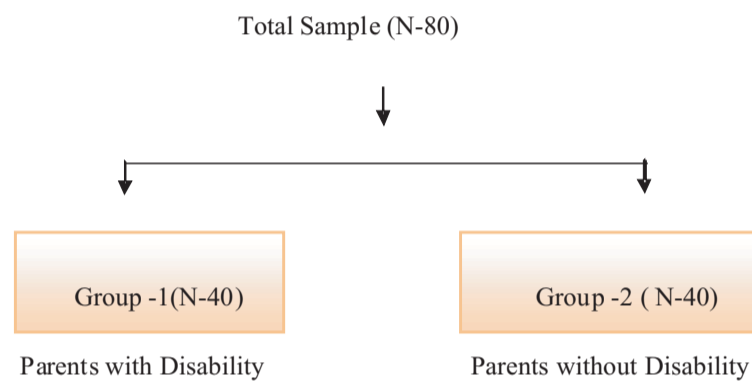 Total Sample (N-80)
Group -1(N-40)
Group -2 ( N-40)
Parents with Disability
Parents without Disability